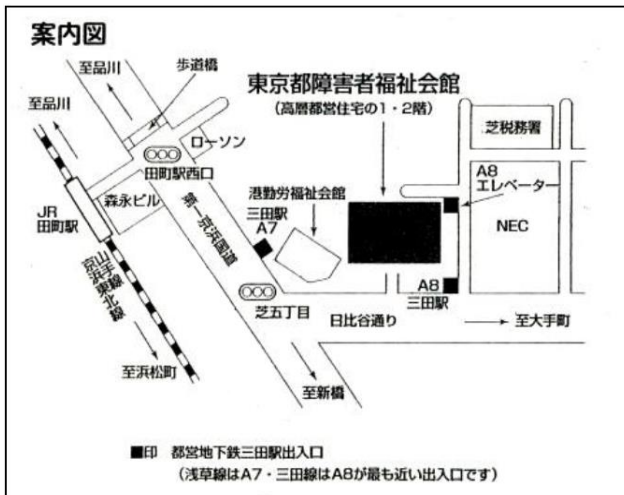 案内図
至品川
歩道橋
至品川
東京都障害者福祉会館
(高層都営住宅の1・2階)
芝税務署
ローソン
田町駅西口
A8
エレベーター
港勤労福祉会館
JR
田町駅
森永ビル
第一京浜国道
三田駅
A7
NEC
山手線
京浜東北線
A8
三田駅
芝五丁目
日比谷通り
至大手町
至浜松町
至新橋
■印 都営地下鉄三田駅出入口
(浅草線はA7・三田線はA8が最も近い出入口です)